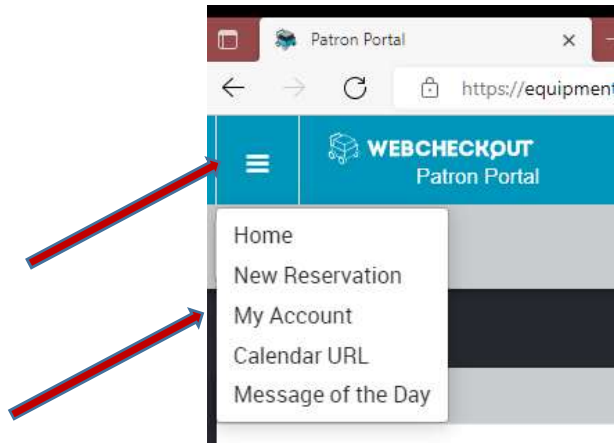 Patron Portal
https://equipment
WEBCHECKOUT
Patron Portal
Home
New Reservation
My Account
Calendar URL
Message of the Day